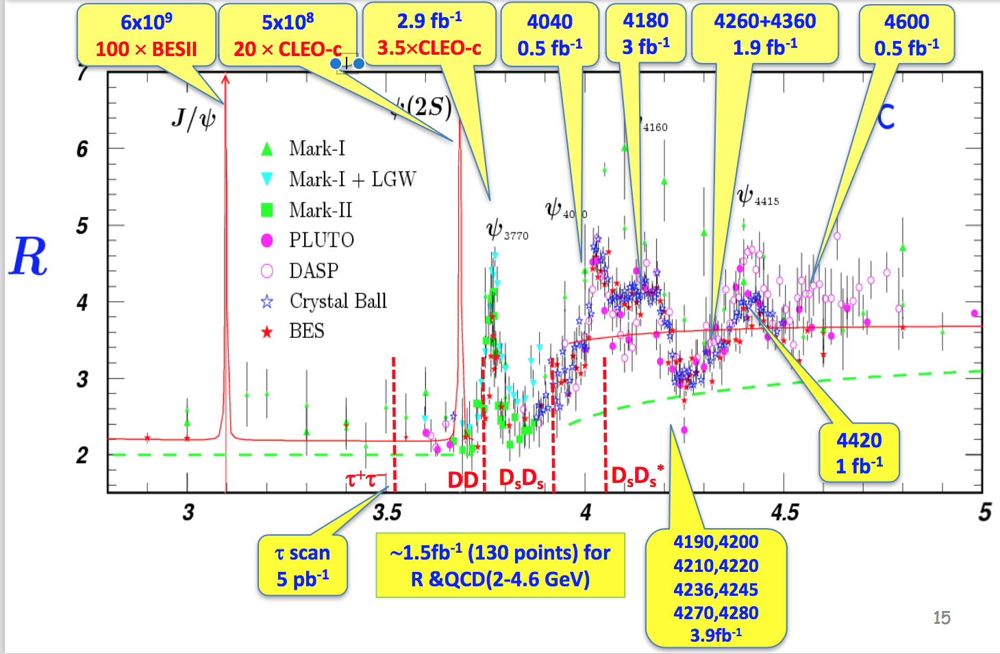 6x10⁹
100 × BESII
5x10⁸
20 × CLEO-c
2.9 fb⁻¹
3.5×CLEO-c
4040
0.5 fb⁻¹
4180
3 fb⁻¹
4260+4360
1.9 fb⁻¹
4600
0.5 fb⁻¹
7
6
5
4
3
2
R
J/ψ
ψ(2S)
C
Mark-I
Mark-I + LGW
Mark-II
PLUTO
DASP
Crystal Ball
BES
ψ₃₇₇₀
4160
ψ₄₄₁₅
τ⁺τ⁻
DD
DₛDₛ
DₛDₛ*
4420
1 fb⁻¹
3
3.5
4
4.5
5
τ scan
5 pb⁻¹
~1.5fb⁻¹ (130 points) for
R &QCD(2-4.6 GeV)
4190,4200
4210,4220
4236,4245
4270,4280
3.9fb⁻¹
15